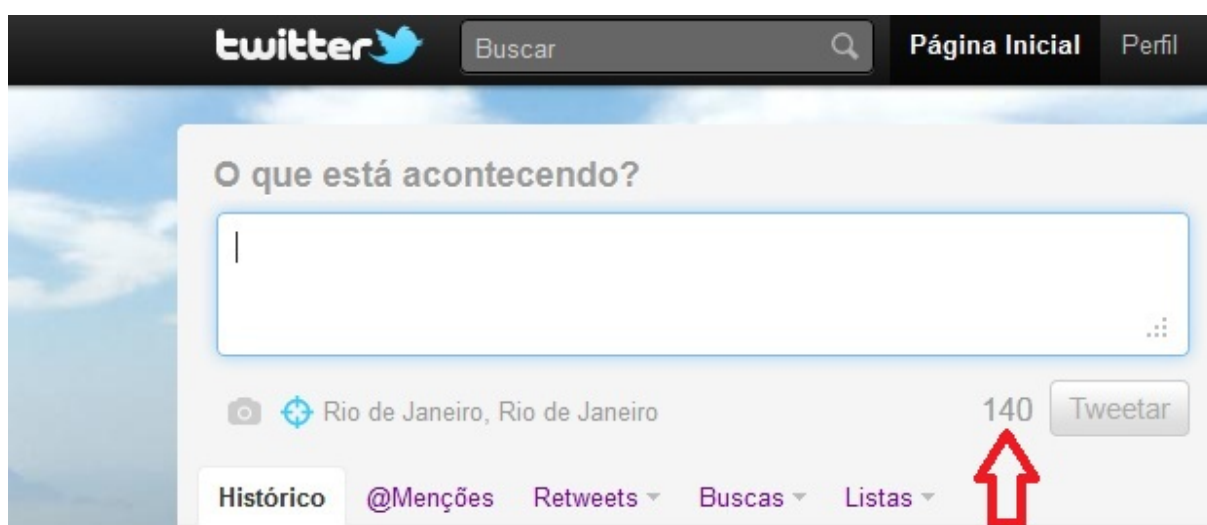 twitter Buscar Página Inicial Perfil
O que está acontecendo?
Rio de Janeiro, Rio de Janeiro 140 Tweetar
Histórico @Menções Retweets Buscas Listas